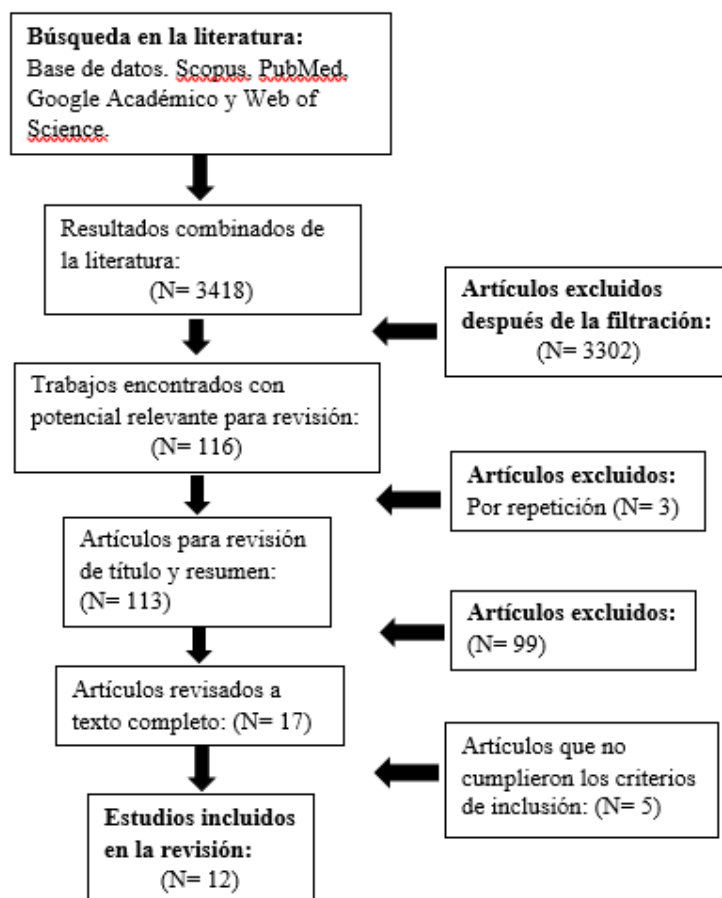 Búsqueda en la literatura:
Base de datos. Scopus, PubMed,
Google Académico y Web of
Science.
Resultados combinados de
la literatura:
(N= 3418)
Artículos excluidos
después de la filtración:
(N= 3302)
Trabajos encontrados con
potencial relevante para revisión:
(N= 116)
Artículos excluidos:
Por repetición (N= 3)
Artículos para revisión
de título y resumen:
(N= 113)
Artículos excluidos:
(N= 99)
Artículos revisados a
texto completo: (N= 17)
Artículos que no
cumplieron los criterios
de inclusión: (N= 5)
Estudios incluidos
en la revisión:
(N= 12)